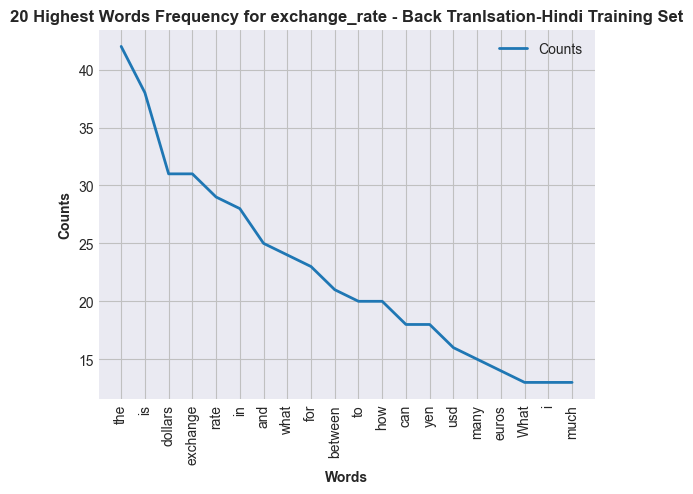 20 Highest Words Frequency for exchange_rate - Back Tranlsation-Hindi Training Set
Counts
40
35
30
25
20
15
Counts
the
is
dollars
exchange
rate
in
and
what
for
between
to
how
can
yen
usd
many
euros
What
i
much
Words